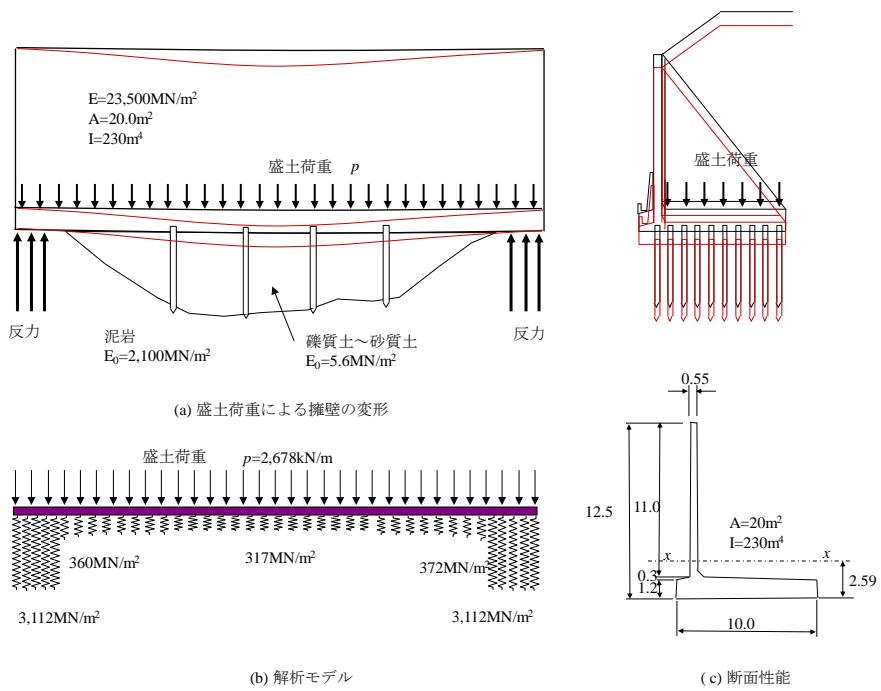 E=23,500MN/m²
A=20.0m²
I=230m⁴
盛土荷重 p
反力
泥岩
E₀=2,100MN/m²
礫質土～砂質土
E₀=5.6MN/m²
反力
(a) 盛土荷重による擁壁の変形
盛土荷重
盛土荷重 p=2,678kN/m
360MN/m²
317MN/m²
372MN/m
3,112MN/m²
3,112MN/m²
(b) 解析モデル
0.55
12.5
11.0
A=20m²
I=230m⁴
x
x
0.3
1.2
2.59
10.0
( c) 断面性能